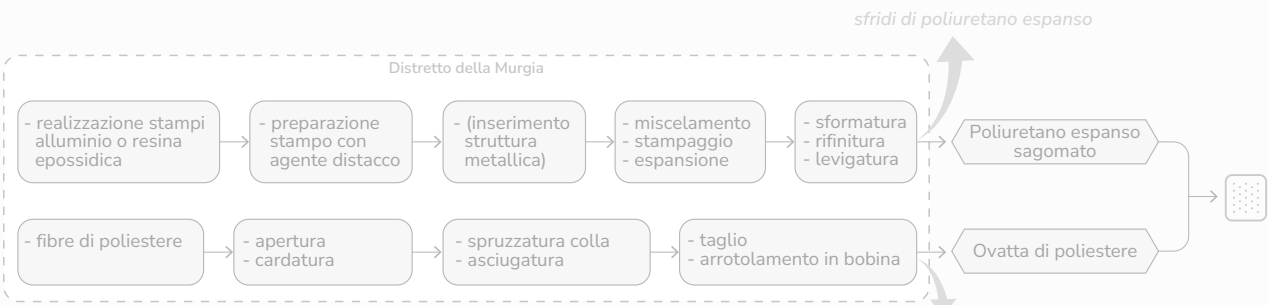 sfridi di poliuretano espanso
Distretto della Murgia
- realizzazione stampi
alluminio o resina
epossidica
- preparazione
stampo con
agente distacco
- (inserimento
struttura
metallica)
- miscelamento
- stampaggio
- espansione
- sformatura
- rifinitura
- levigatura
Poliuretano espanso
sagomato
- fibre di poliestere
- apertura
- cardatura
- spruzzatura colla
- asciugatura
- taglio
- arrotolamento in bobina
Ovatta di poliestere